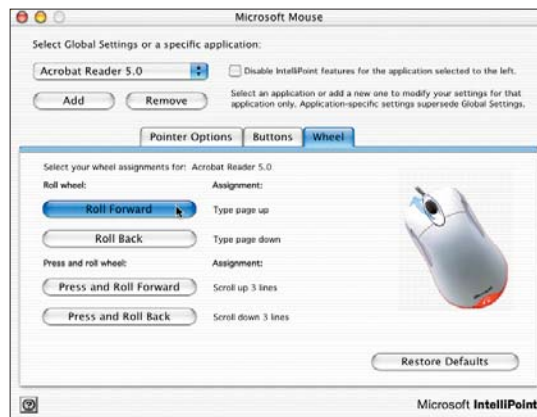 Microsoft Mouse
Select Global Settings or a specific application:
Acrobat Reader 5.0
Disable IntelliPoint features for the application selected to the left.
Add
Remove
Select an application or add a new one to modify your settings for that
application only. Application-specific settings supersede Global Settings.
Pointer Options
Buttons
Wheel
Select your wheel assignments for: Acrobat Reader 5.0
Roll wheel:
Assignment:
Roll Forward
Type page up
Roll Back
Type page down
Press and roll wheel:
Assignment:
Press and Roll Forward
Scroll up 3 lines
Press and Roll Back
Scroll down 3 lines
Restore Defaults
?
Microsoft IntelliPoint